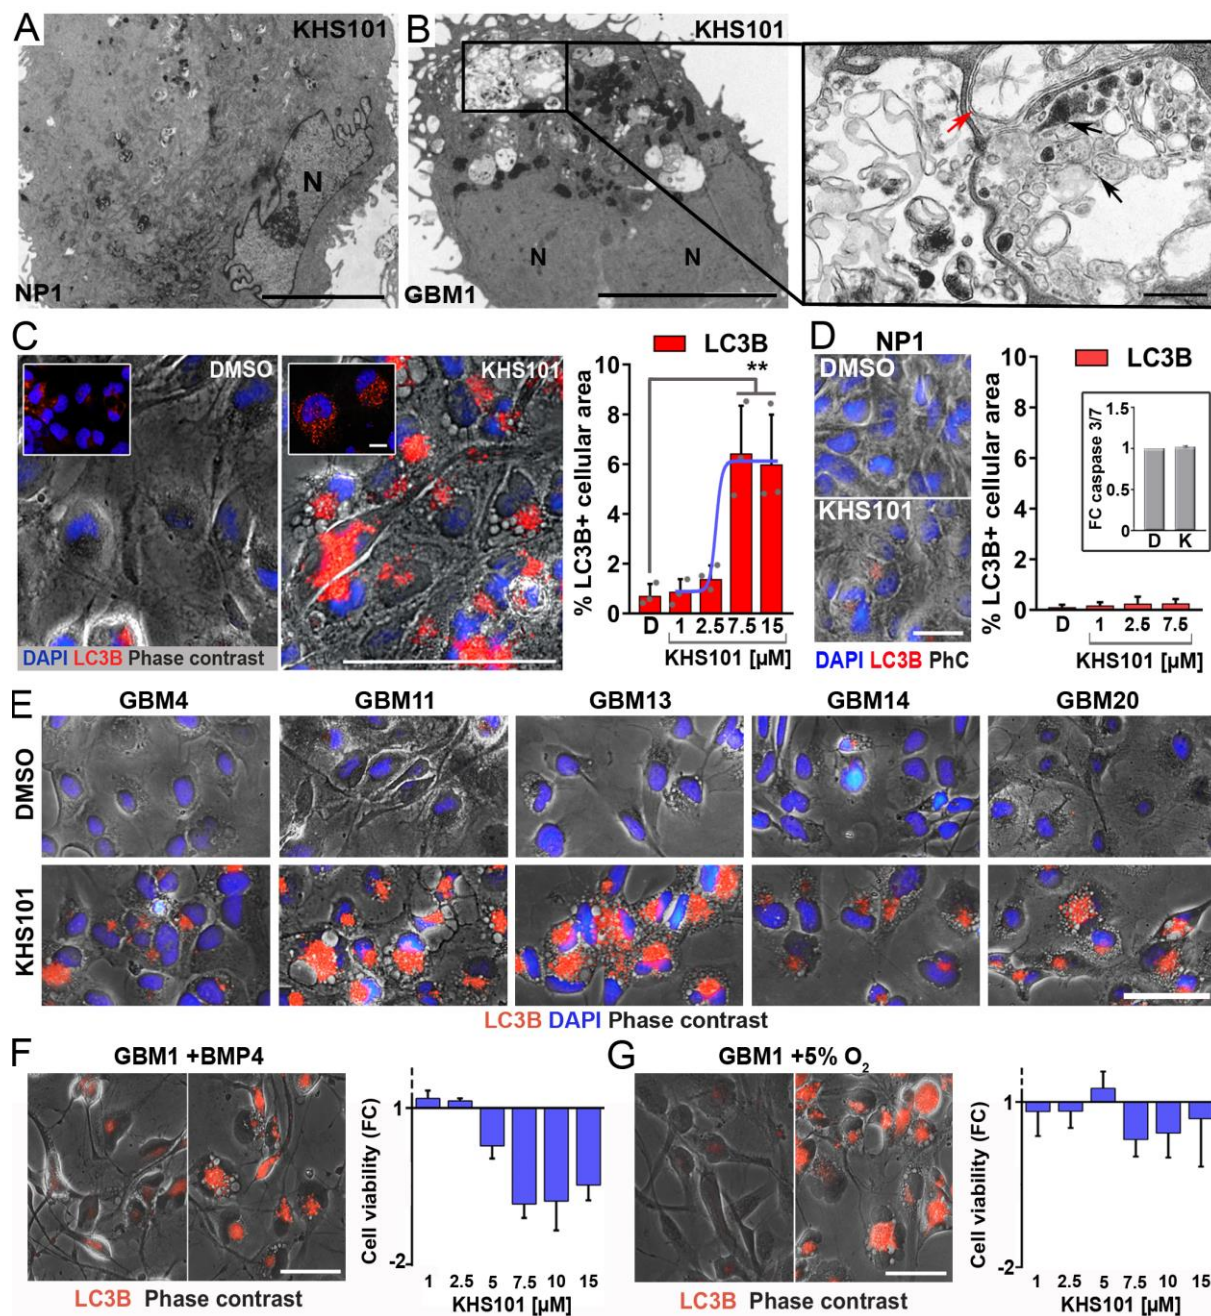 A
KHS101
N
NP1
B
KHS101
N
N
GBM1
C
DMSO
DAPI LC3B Phase contrast
KHS101
LC3B
**
% LC3B+ cellular area
10
8
6
4
2
0
D 1 2.5 7.5 15
KHS101 [µM]
D
NP1
DMSO
KHS101
DAPI LC3B PhC
LC3B
% LC3B+ cellular area
10
8
6
4
2
0
FC caspase 3/7
1.5
1
0.5
0
D K
D 1 2.5 7.5
KHS101 [µM]
E
GBM4 GBM11 GBM13 GBM14 GBM20
DMSO
KHS101
LC3B DAPI Phase contrast
F
GBM1 +BMP4
LC3B Phase contrast
Cell viability (FC)
1
-2
1 2.5 5 7.5 10 15
KHS101 [µM]
G
GBM1 +5% O₂
LC3B Phase contrast
Cell viability (FC)
1
-2
1 2.5 5 7.5 10 15
KHS101 [µM]